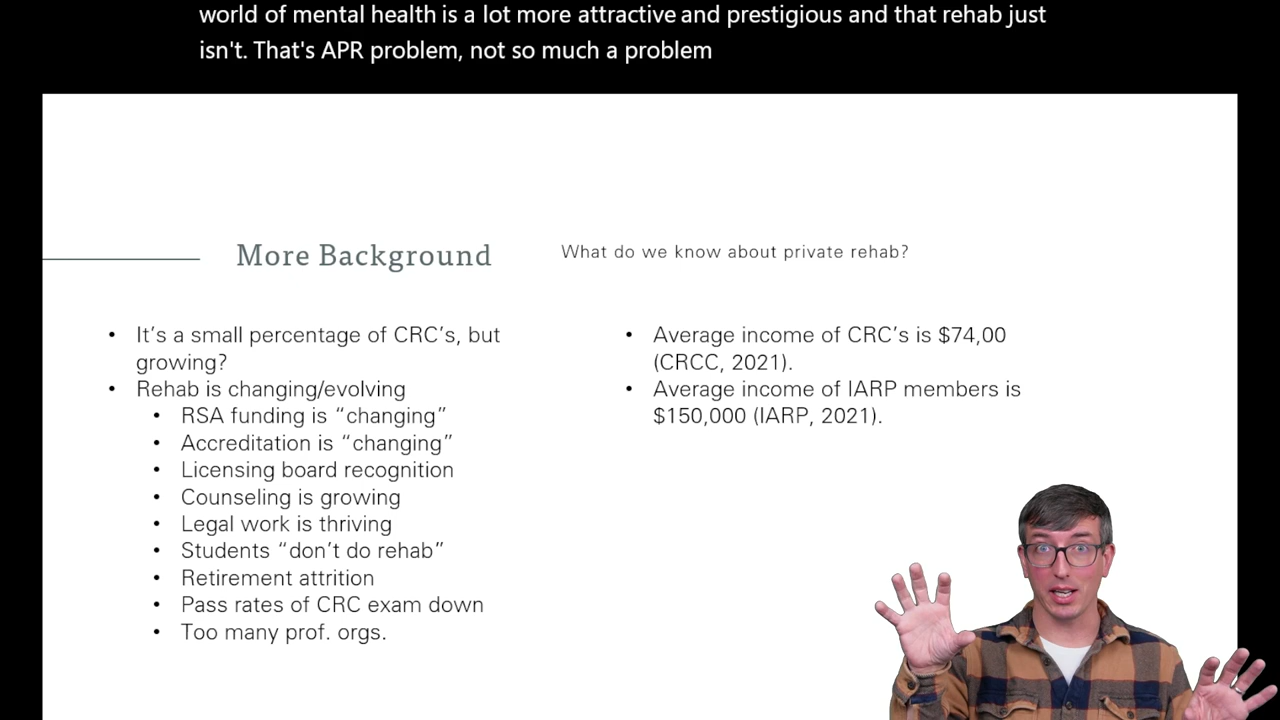 world of mental health is a lot more attractive and prestigious and that rehab just
isn't. That's APR problem, not so much a problem
More Background
What do we know about private rehab?
• It’s a small percentage of CRC’s, but
growing?
• Rehab is changing/evolving
• RSA funding is “changing”
• Accreditation is “changing”
• Licensing board recognition
• Counseling is growing
• Legal work is thriving
• Students “don’t do rehab”
• Retirement attrition
• Pass rates of CRC exam down
• Too many prof. orgs.
• Average income of CRC’s is $74,00
(CRCC, 2021).
• Average income of IARP members is
$150,000 (IARP, 2021).